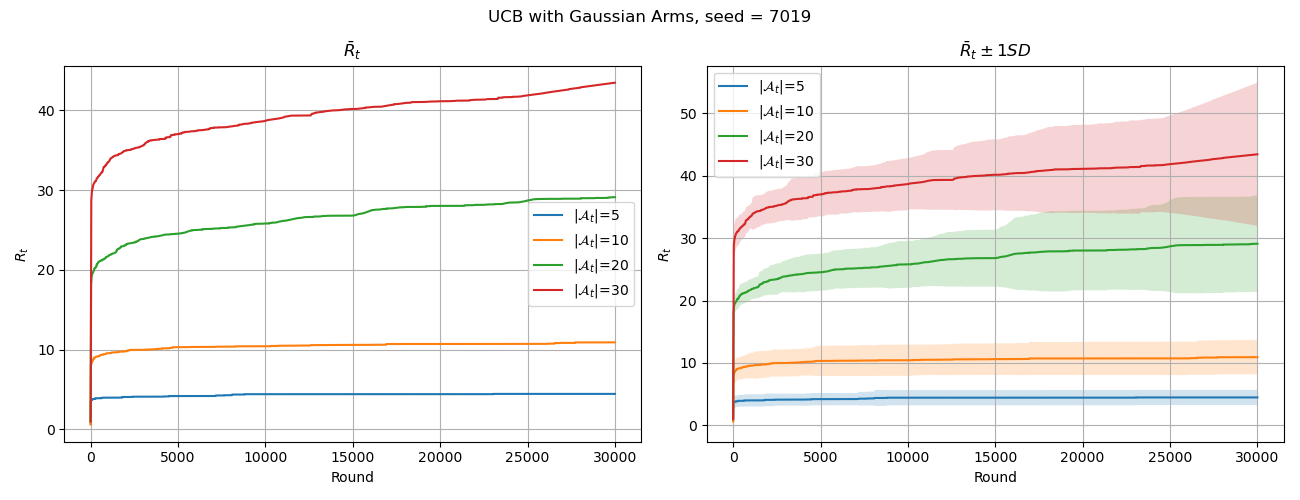 UCB with Gaussian Arms, seed = 7019
R̄ₜ
R̄ₜ ± 1SD
40
30
20
10
0
Rₜ
|𝒜ₜ|=5
|𝒜ₜ|=10
|𝒜ₜ|=20
|𝒜ₜ|=30
0 5000 10000 15000 20000 25000 30000
Round
50
40
30
20
10
0
Rₜ
|𝒜ₜ|=5
|𝒜ₜ|=10
|𝒜ₜ|=20
|𝒜ₜ|=30
0 5000 10000 15000 20000 25000 30000
Round